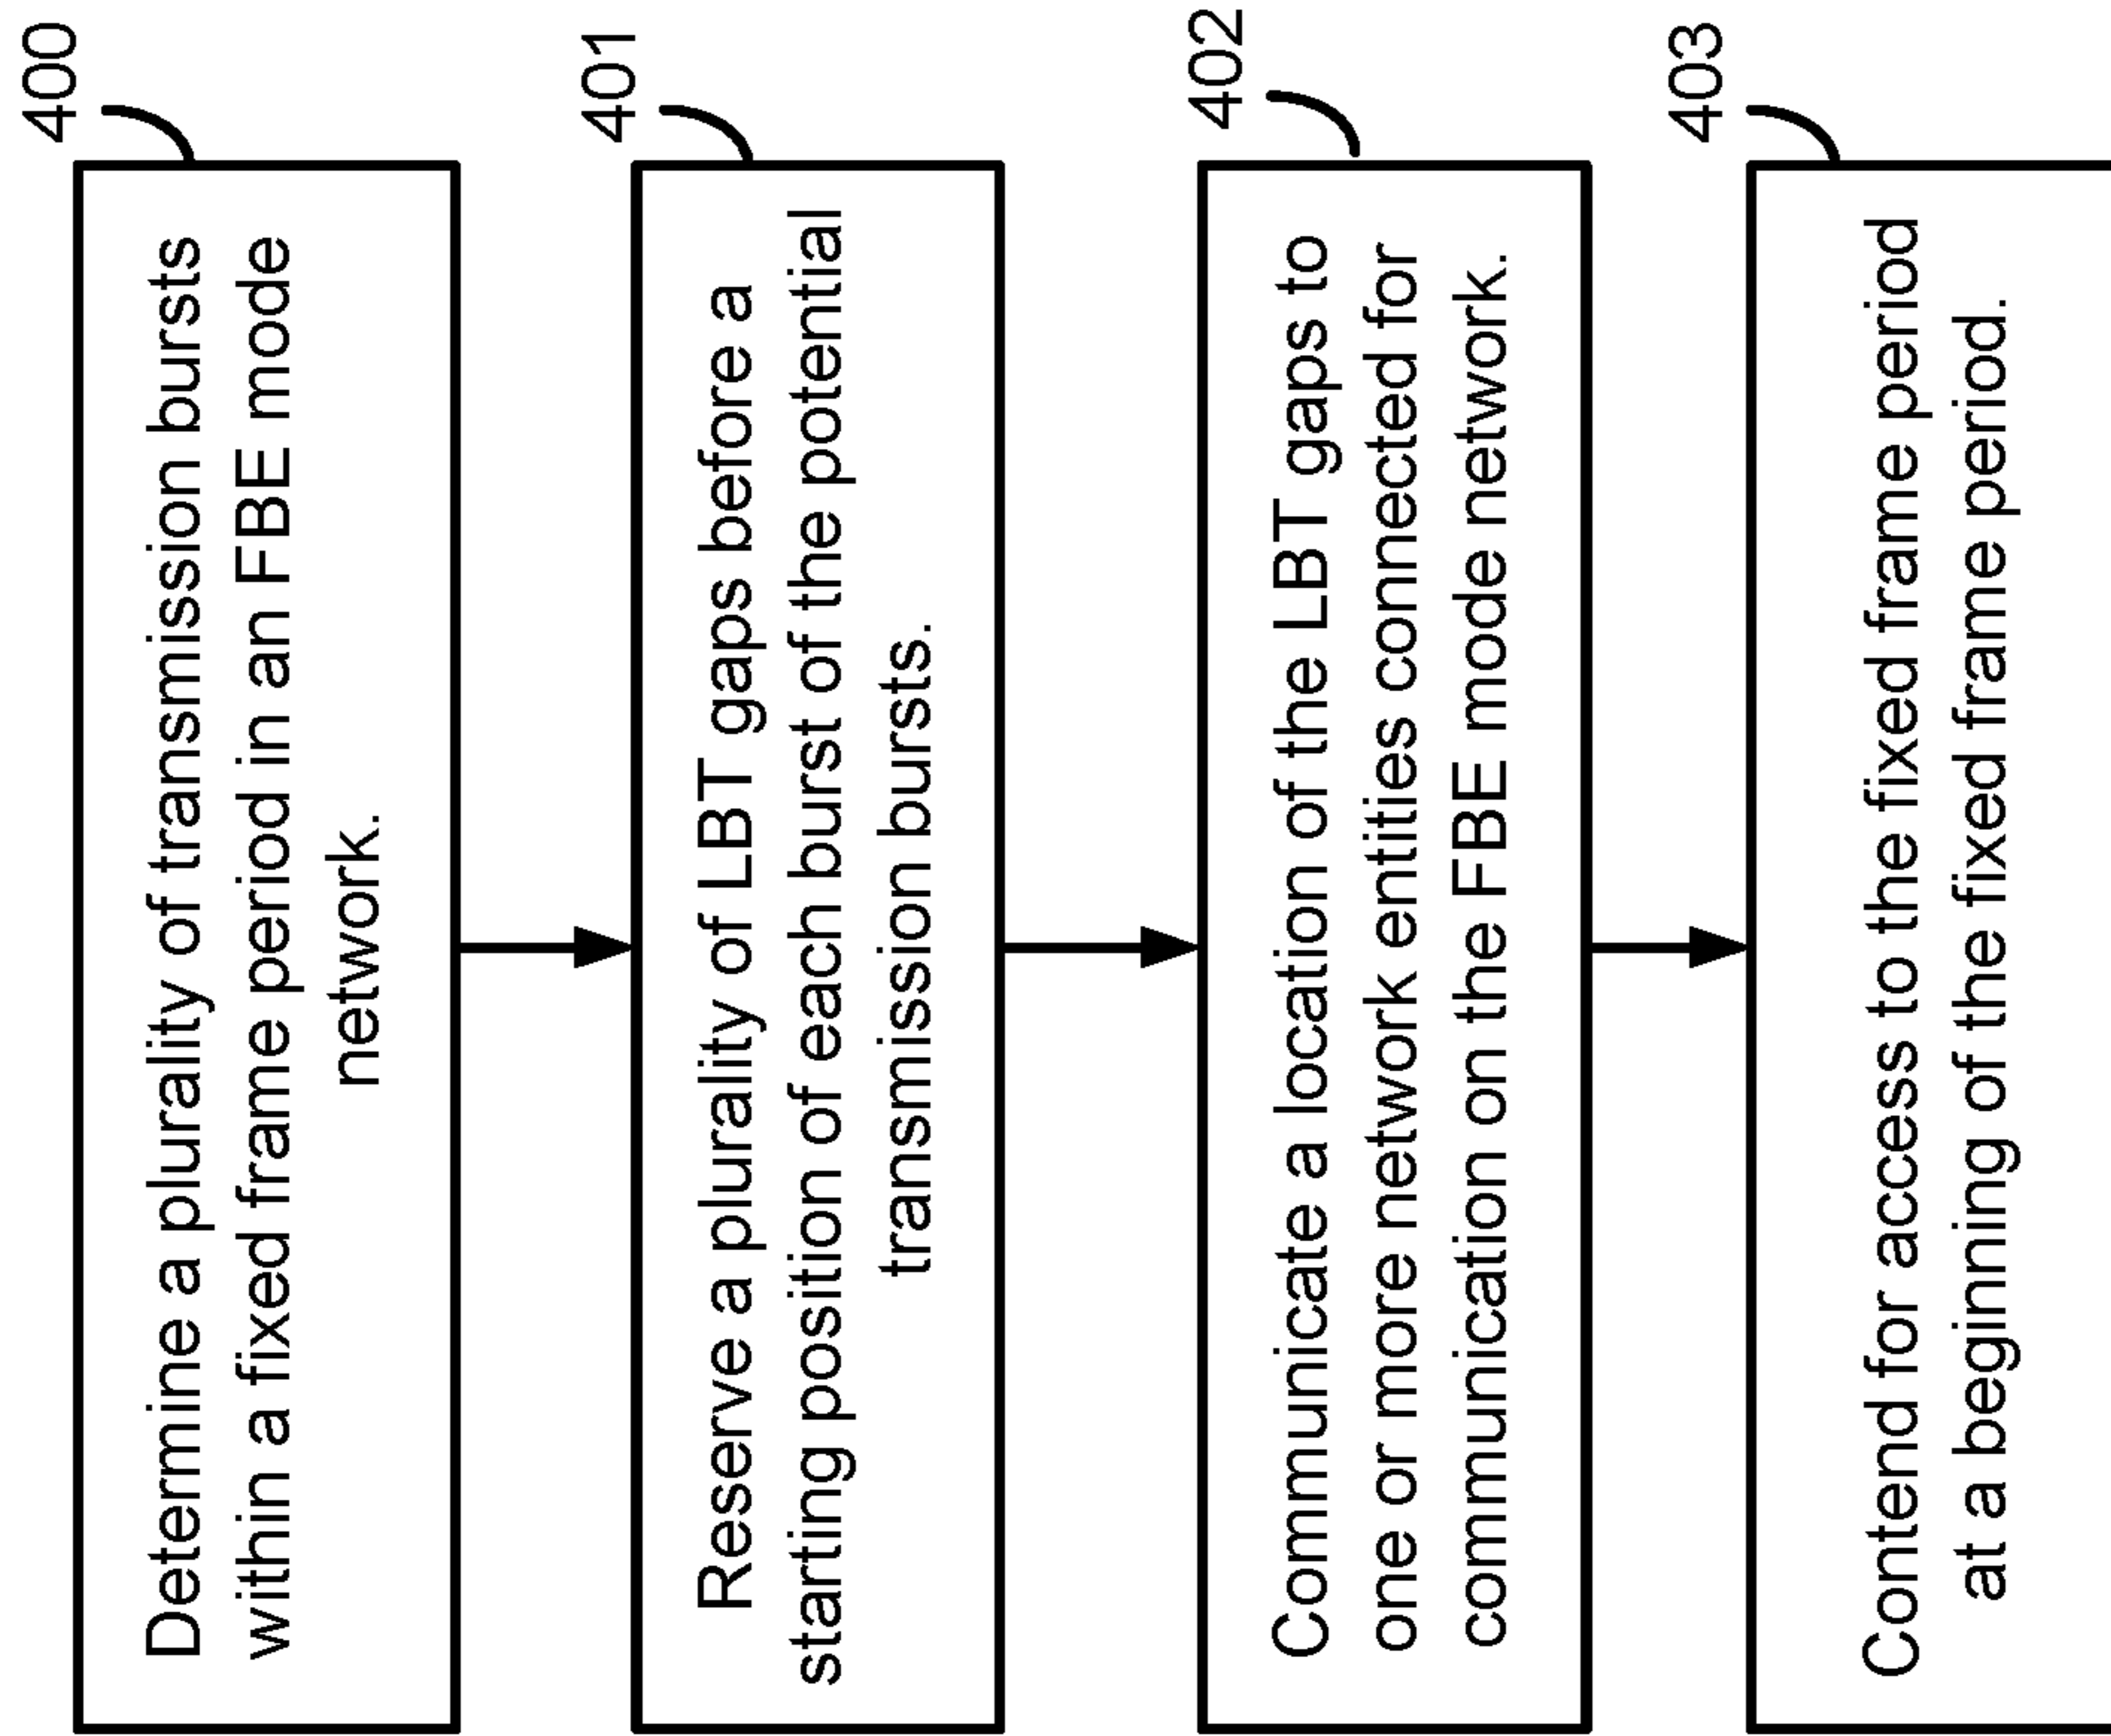 400
Determine a plurality of transmission bursts
within a fixed frame period in an FBE mode
network.
401
Reserve a plurality of LBT gaps before a
starting position of each burst of the potential
transmission bursts.
402
Communicate a location of the LBT gaps to
one or more network entities connected for
communication on the FBE mode network.
403
Contend for access to the fixed frame period
at a beginning of the fixed frame period.